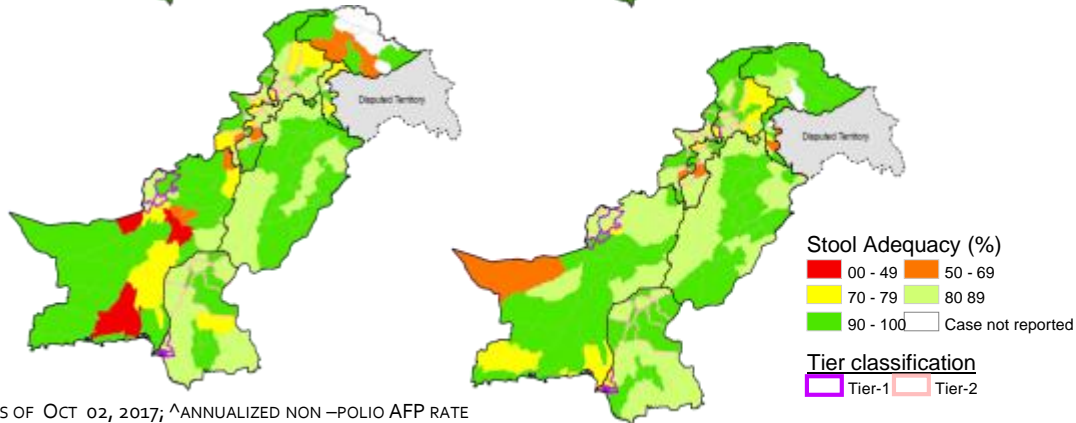 Disputed Territory
Disputed Territory
Stool Adequacy (%)
00 - 49 50 - 69
70 - 79 80 89
90 - 100 Case not reported
Tier classification
Tier-1 Tier-2
S OF OCT 02, 2017; ^ANNUALIZED NON –POLIO AFP RATE